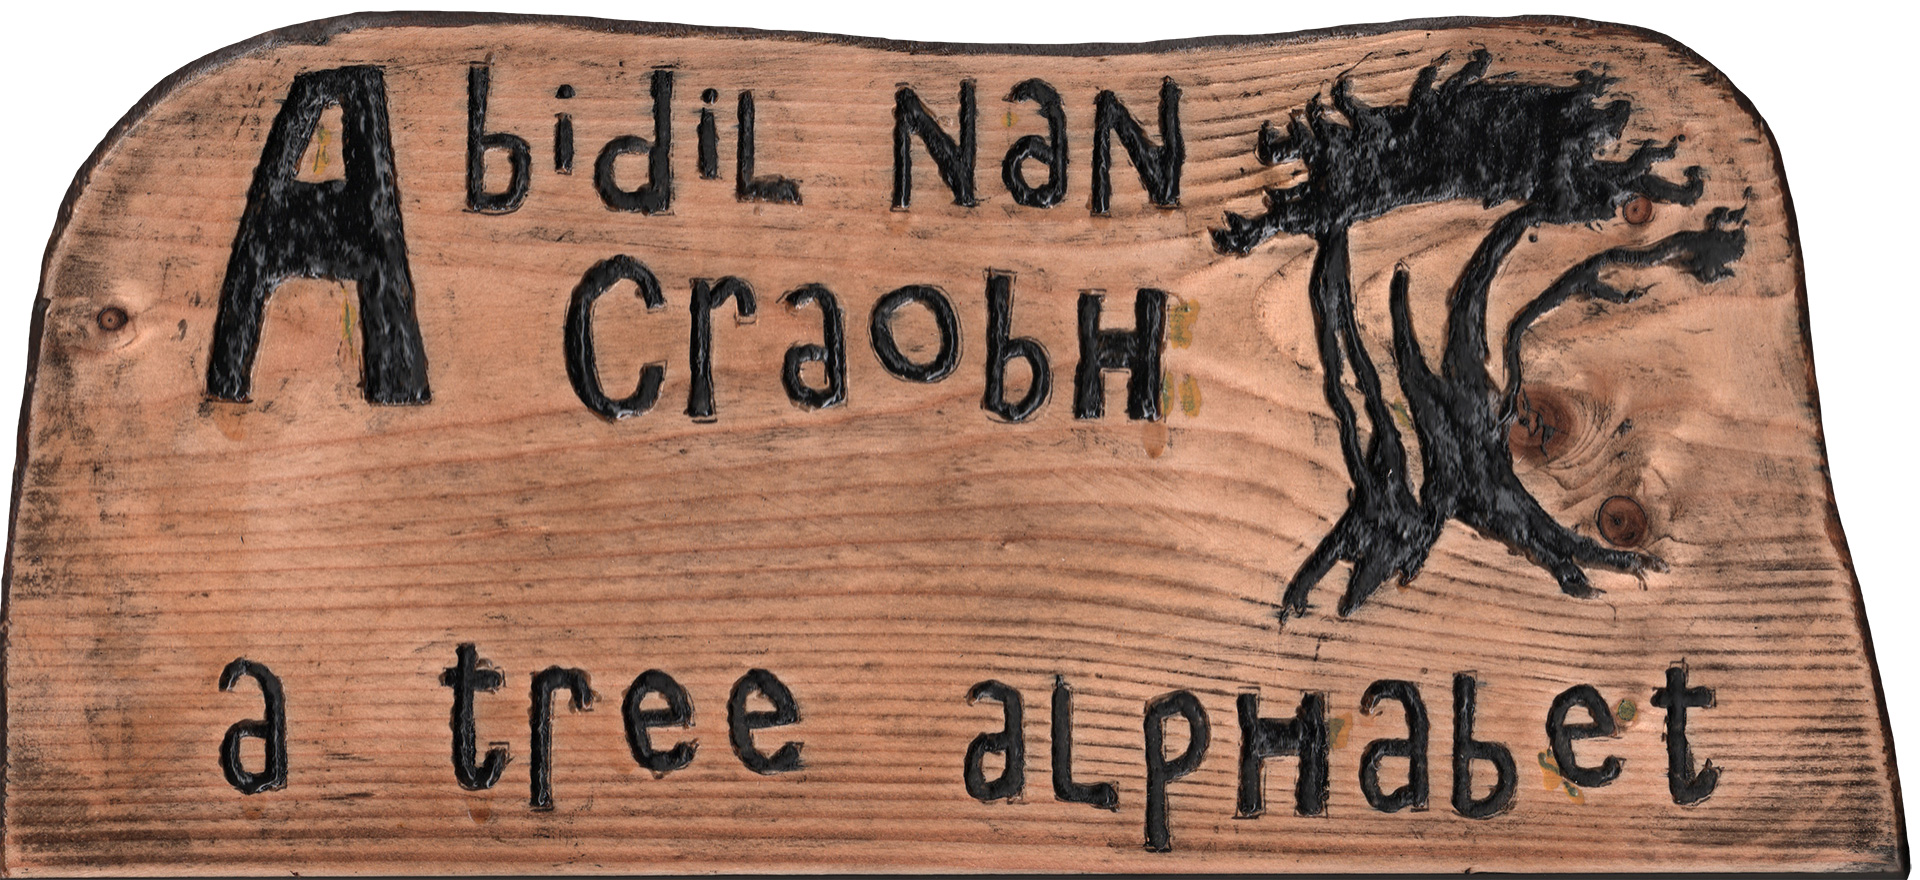 Abidil nan
craobh
a tree alphabet